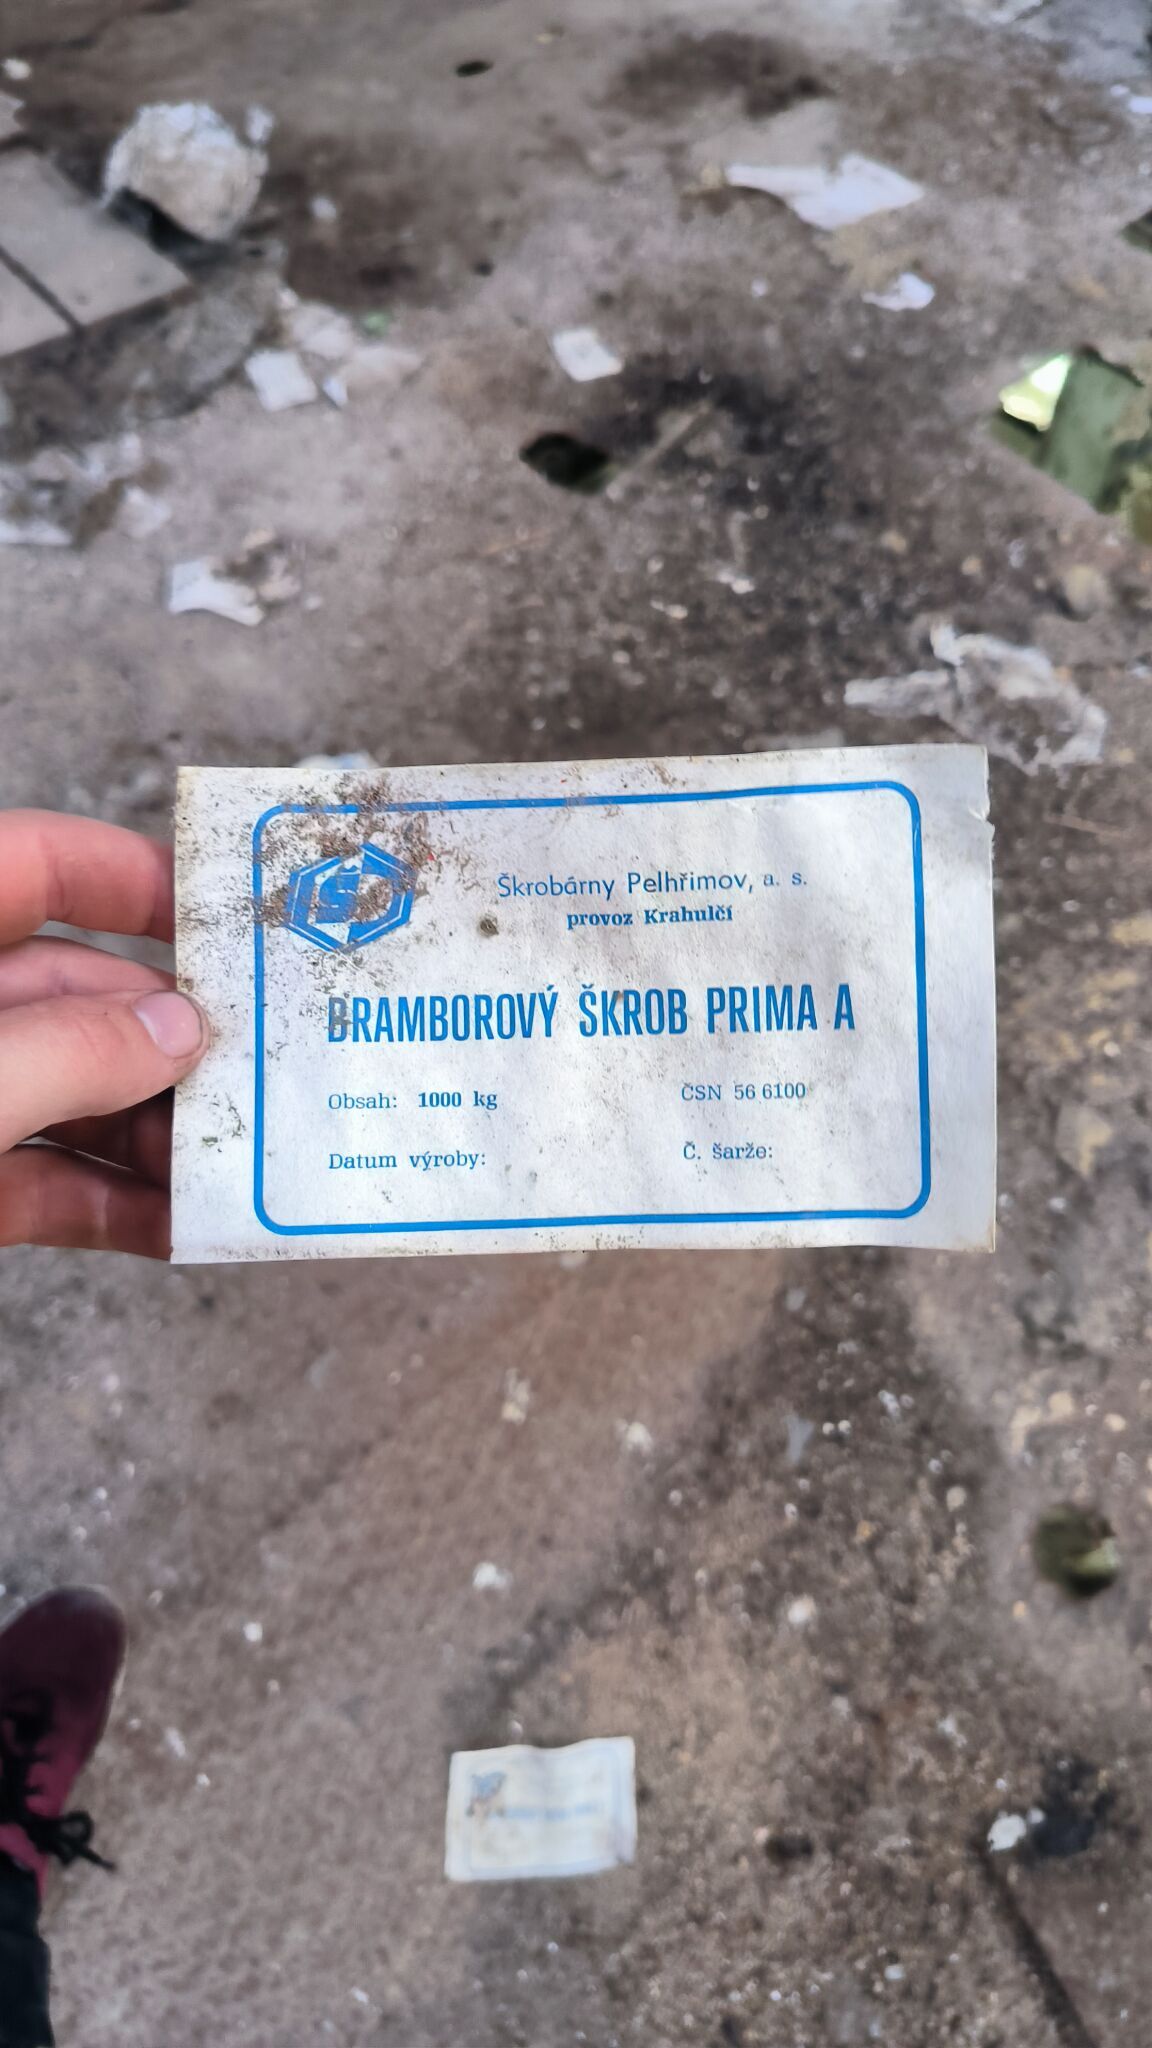 Š
Škrobárny Pelhřimov, a. s.
provoz Krahulčí
BRAMBOROVÝ ŠKROB PRIMA A
Obsah: 1000 kg
ČSN 56 6100
Datum výroby:
Č. šarže: